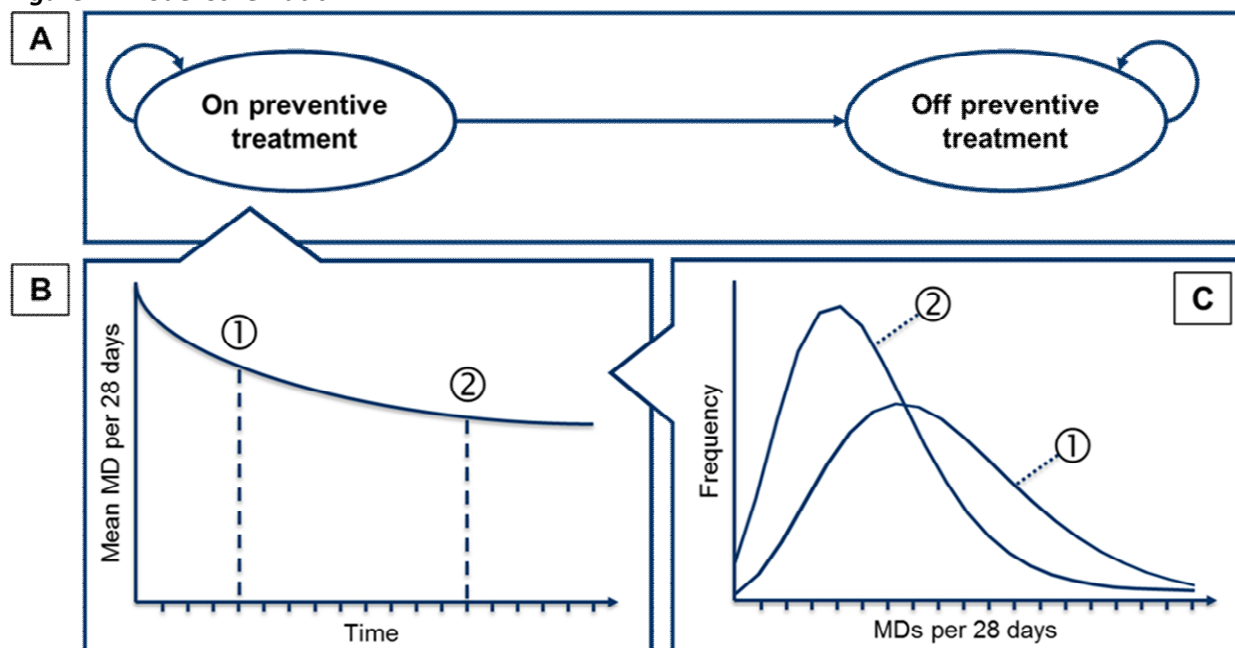 A
On preventive
treatment
Off preventive
treatment
B
Mean MD per 28 days
①
②
Time
C
Frequency
②
①
MDs per 28 days